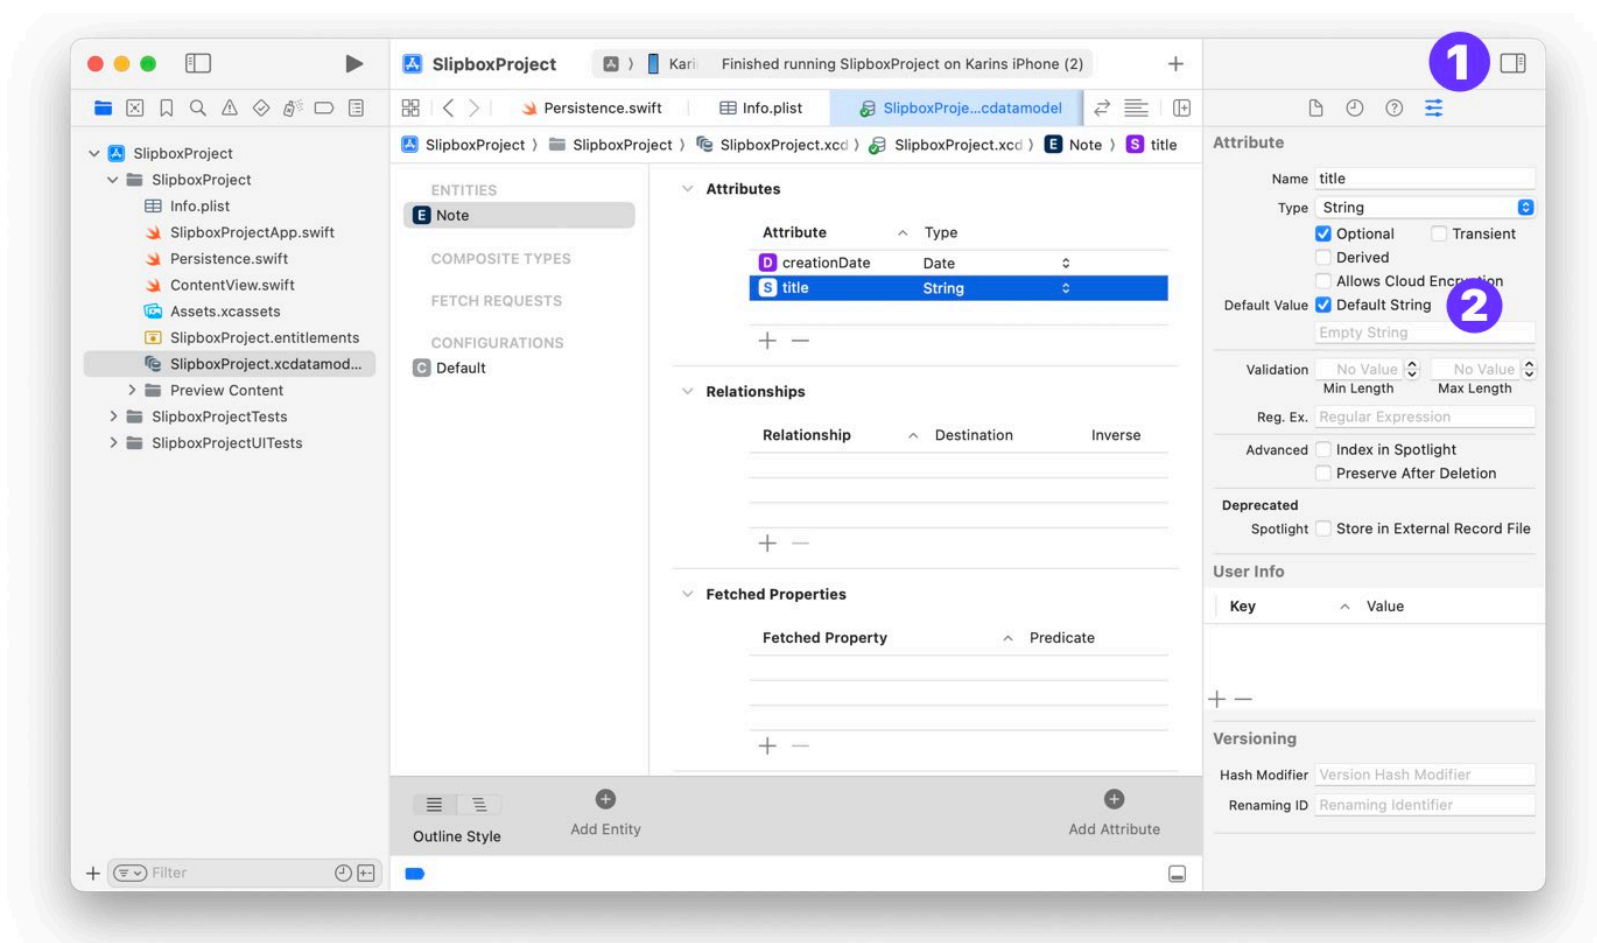 SlipboxProject
Kari
Finished running SlipboxProject on Karins iPhone (2)
1
Persistence.swift
Info.plist
SlipboxProje...cdatamodel
SlipboxProject
SlipboxProject
SlipboxProject.xcd
SlipboxProject.xcd
E Note
S title
SlipboxProject
SlipboxProject
Info.plist
SlipboxProjectApp.swift
Persistence.swift
ContentView.swift
Assets.xcassets
SlipboxProject.entitlements
SlipboxProject.xcdatamod...
Preview Content
SlipboxProjectTests
SlipboxProjectUITests
Filter
ENTITIES
E Note
COMPOSITE TYPES
FETCH REQUESTS
CONFIGURATIONS
C Default
Attributes
Attribute Type
D creationDate Date
S title String
Relationships
Relationship Destination Inverse
Fetched Properties
Fetched Property Predicate
Outline Style
Add Entity
Add Attribute
Attribute
Name title
Type String
Optional Transient
Derived
Allows Cloud Encryption
Default Value Default String
2
Empty String
Validation No Value No Value
Min Length Max Length
Reg. Ex. Regular Expression
Advanced Index in Spotlight
Preserve After Deletion
Deprecated
Spotlight Store in External Record File
User Info
Key Value
Versioning
Hash Modifier Version Hash Modifier
Renaming ID Renaming Identifier